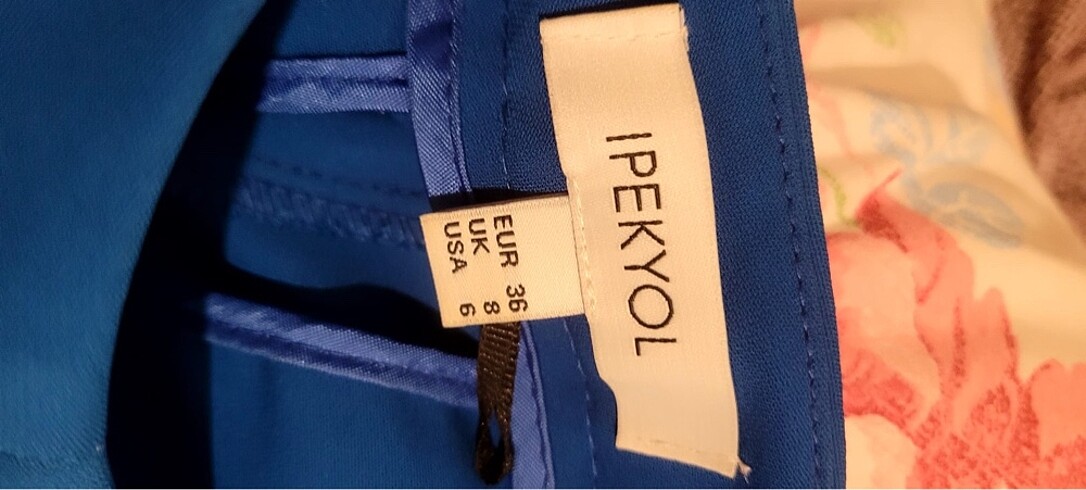 IPEKYOL
EUR 36
UK 8
USA 6